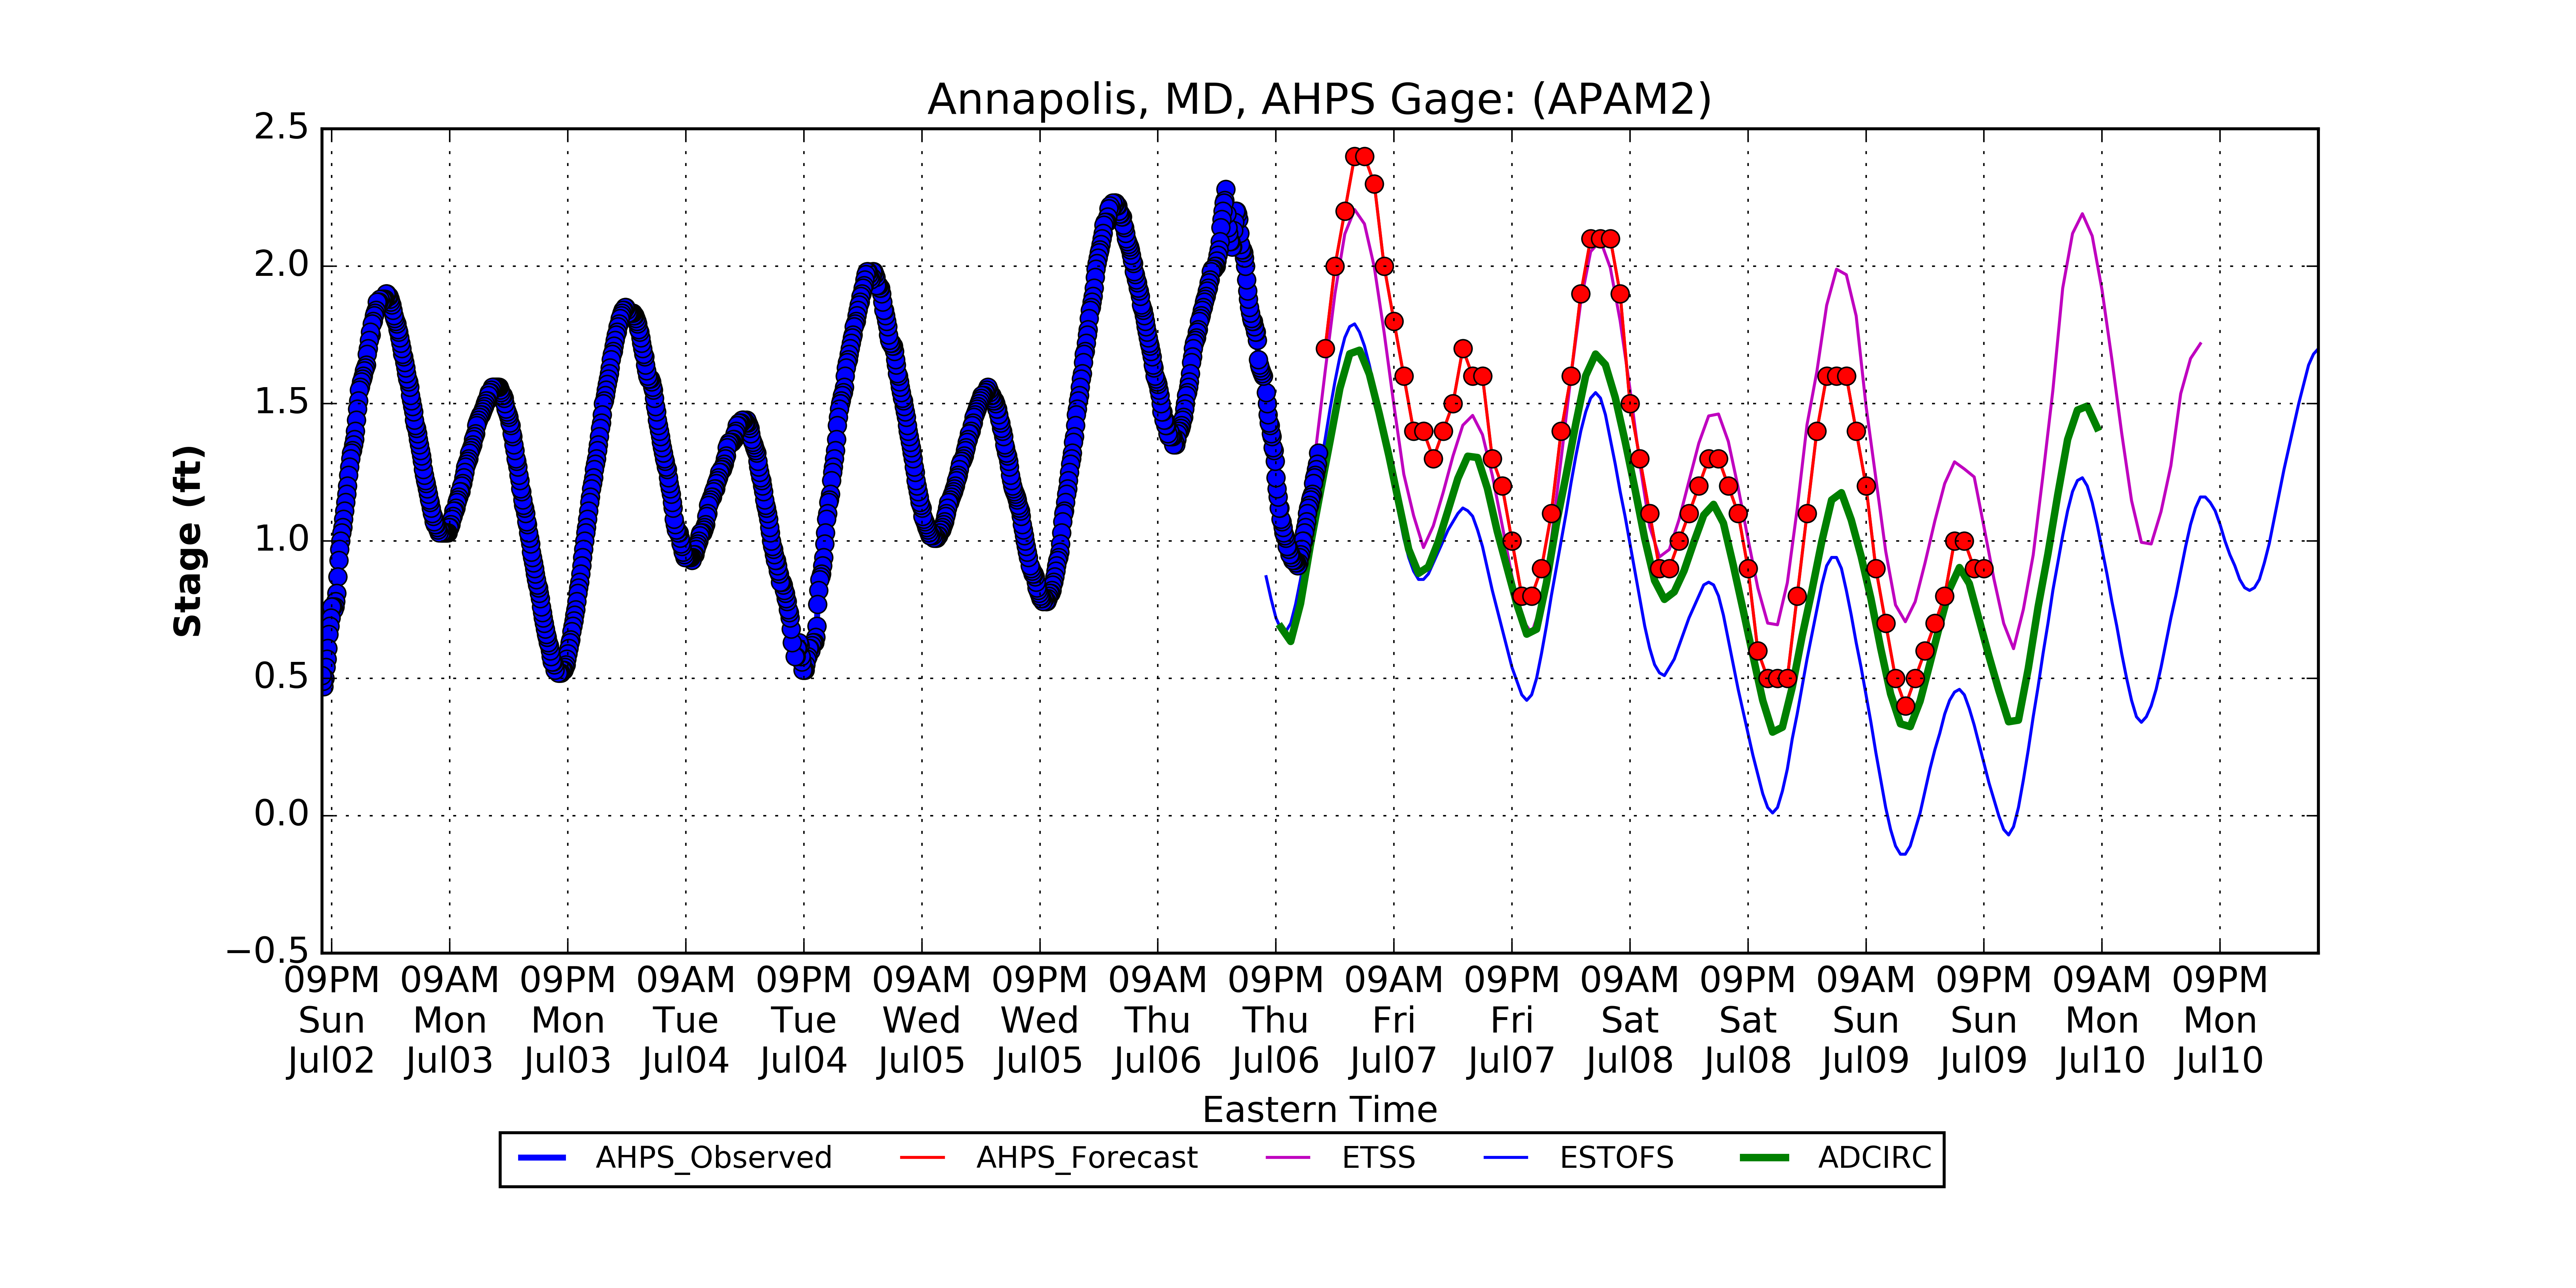 Annapolis, MD, AHPS Gage: (APAM2)
Stage (ft)
2.5
2.0
1.5
1.0
0.5
0.0
−0.5
09PM 09AM 09PM 09AM 09PM 09AM 09PM 09AM 09PM 09AM 09PM 09AM 09PM 09AM 09PM 09AM 09PM
Sun Mon Mon Tue Tue Wed Wed Thu Thu Fri Fri Sat Sat Sun Sun Mon Mon
Jul02 Jul03 Jul03 Jul04 Jul04 Jul05 Jul05 Jul06 Jul06 Jul07 Jul07 Jul08 Jul08 Jul09 Jul09 Jul10 Jul10
Eastern Time
AHPS_Observed AHPS_Forecast ETSS ESTOFS ADCIRC